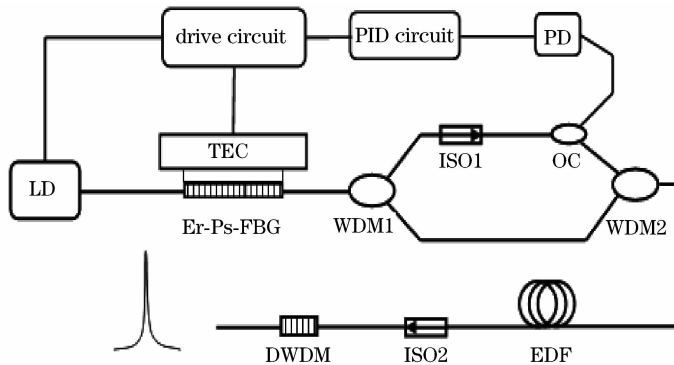 drive circuit
PID circuit
PD
TEC
ISO1
OC
LD
Er-Ps-FBG
WDM1
WDM2
DWDM
ISO2
EDF